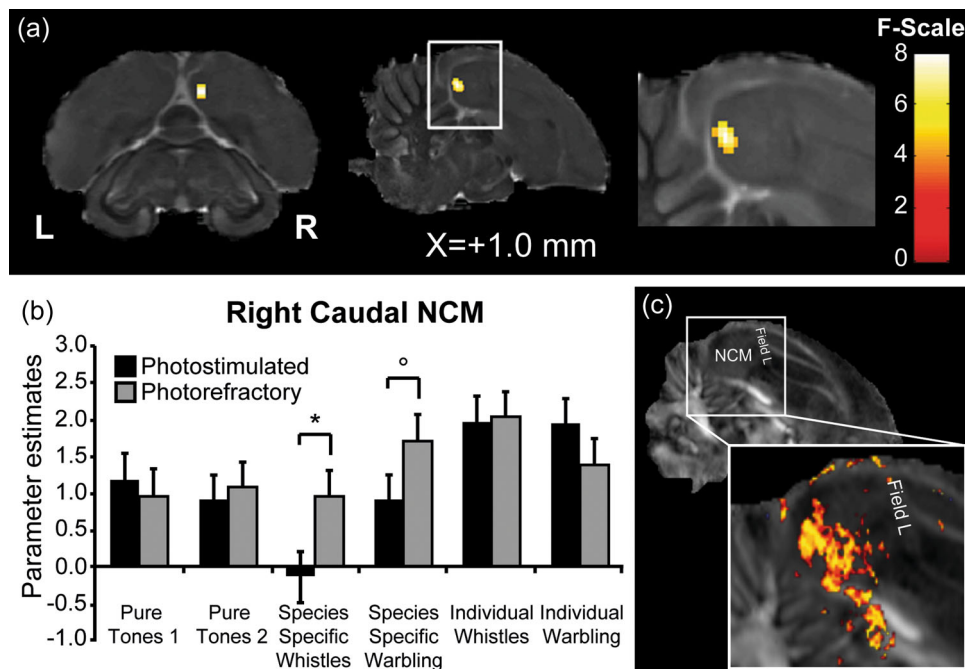 (a)
F-Scale
8
6
4
2
0
L
R
X=+1.0 mm
(b)
Right Caudal NCM
Parameter estimates
3.0
2.5
2.0
1.5
1.0
0.5
0.0
-0.5
-1.0
Photostimulated
Photorefractory
*
°
Pure
Tones 1
Pure
Tones 2
Species
Specific
Whistles
Species
Specific
Warbling
Individual
Whistles
Individual
Warbling
(c)
NCM
Field L
Field L